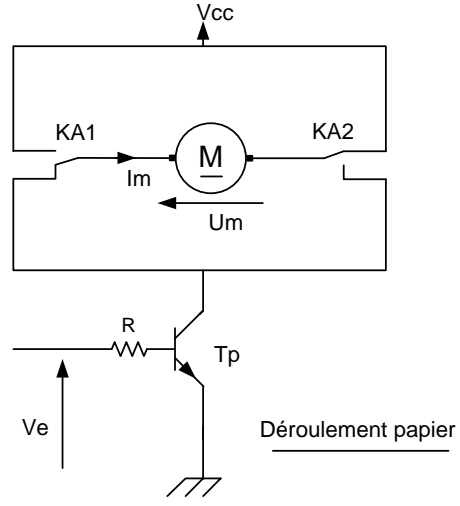 Vcc
KA1
KA2
M
Im
Um
R
Tp
Ve
Déroulement papier